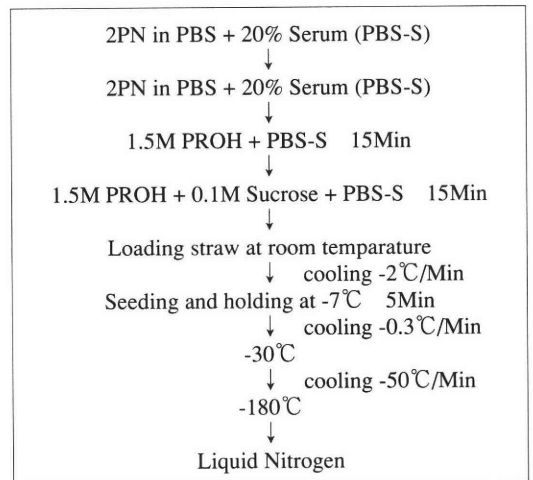 2PN in PBS + 20% Serum (PBS-S)
↓
2PN in PBS + 20% Serum (PBS-S)
↓
1.5M PROH + PBS-S 15Min
↓
1.5M PROH + 0.1M Sucrose + PBS-S 15Min
↓
Loading straw at room temparature
↓ cooling -2℃/Min
Seeding and holding at -7℃ 5Min
↓ cooling -0.3℃/Min
-30℃
↓ cooling -50℃/Min
-180℃
↓
Liquid Nitrogen